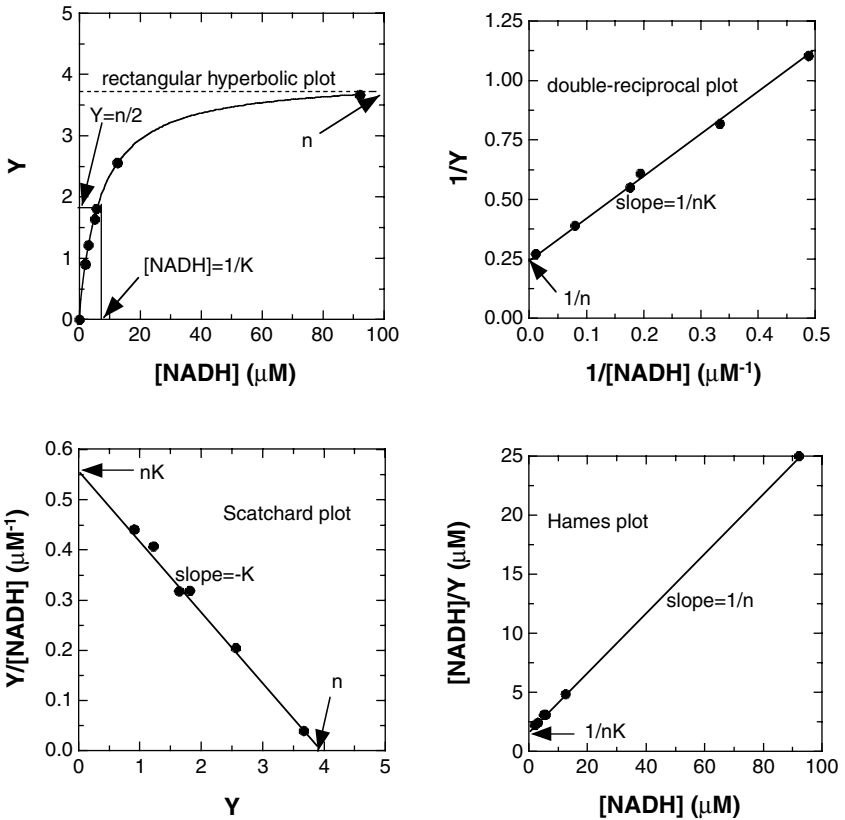 rectangular hyperbolic plot
Y=n/2
n
[NADH]=1/K
5
4
3
2
1
0
0 20 40 60 80 100
Y
[NADH] (μM)
double-reciprocal plot
slope=1/nK
1/n
1.25
1.00
0.75
0.50
0.25
0.00
0.0 0.1 0.2 0.3 0.4 0.5
1/Y
1/[NADH] (μM-1)
nK
Scatchard plot
slope=-K
n
0.6
0.5
0.4
0.3
0.2
0.1
0.0
0 1 2 3 4 5
Y/[NADH] (μM-1)
Y
Hames plot
slope=1/n
1/nK
25
20
15
10
5
0
0 20 40 60 80 100
[NADH]/Y (μM)
[NADH] (μM)